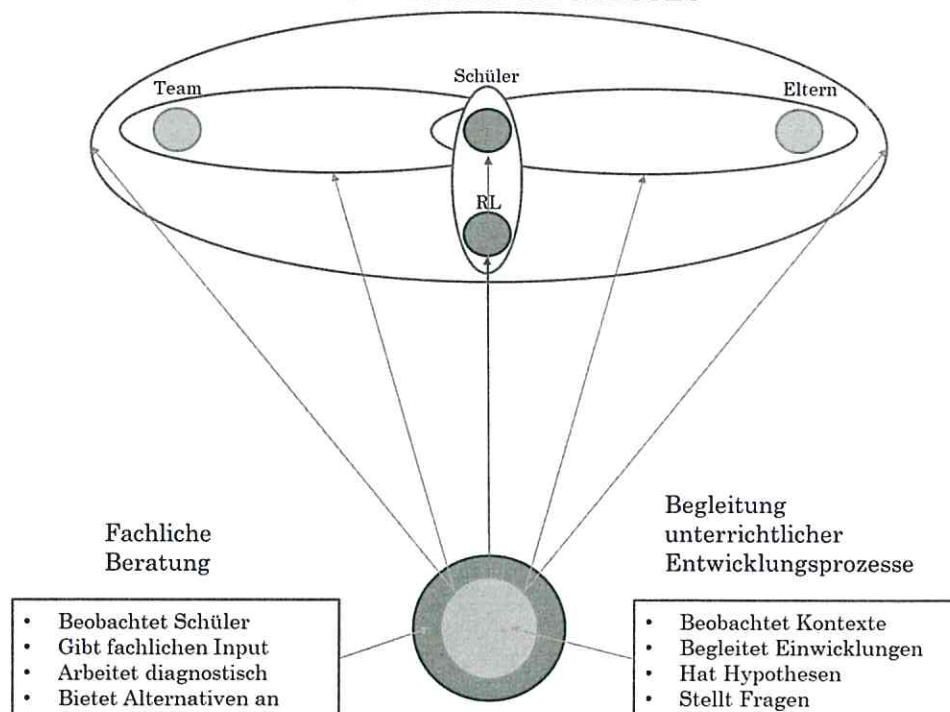 Team
Schüler
Eltern
RL
Fachliche
Beratung
Begleitung
unterrichtlicher
Entwicklungsprozesse
• Beobachtet Schüler
• Gibt fachlichen Input
• Arbeitet diagnostisch
• Bietet Alternativen an
• Beobachtet Kontexte
• Begleitet Einwicklungen
• Hat Hypothesen
• Stellt Fragen